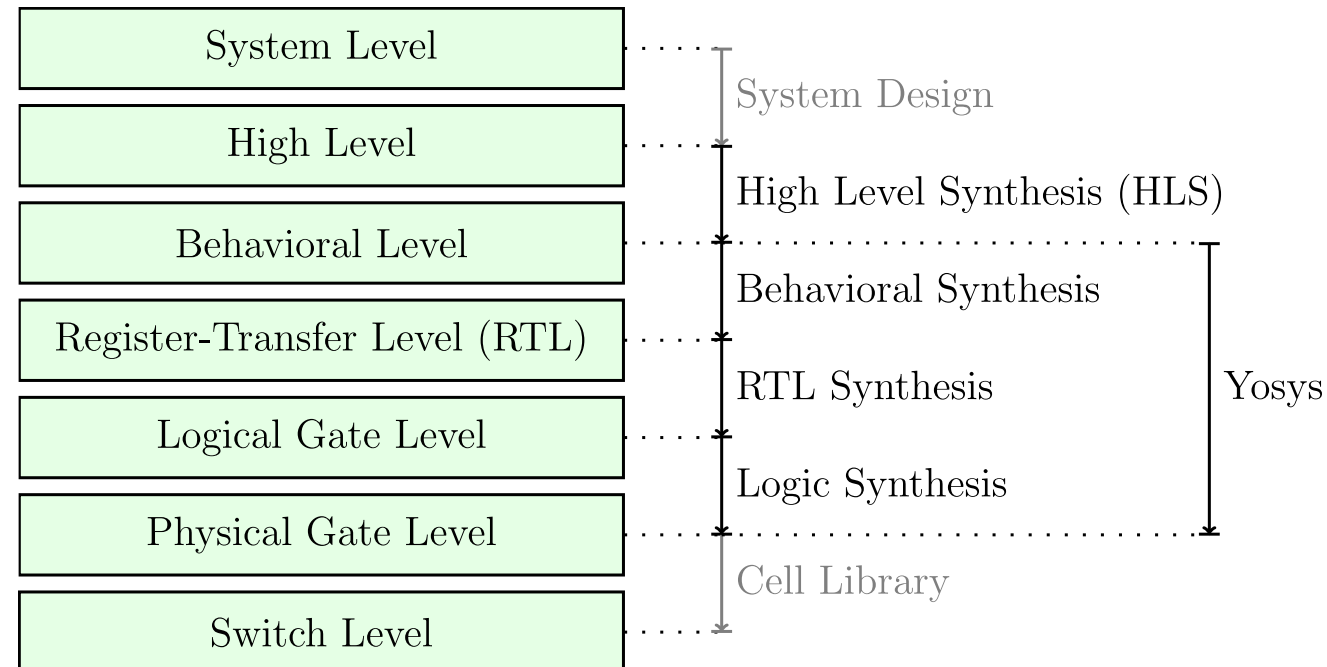 System Level
System Design
High Level
High Level Synthesis (HLS)
Behavioral Level
Behavioral Synthesis
Register-Transfer Level (RTL)
RTL Synthesis
Yosys
Logical Gate Level
Logic Synthesis
Physical Gate Level
Cell Library
Switch Level